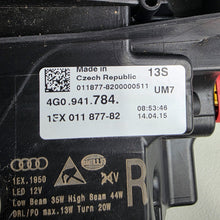 Made in
Czech Republic 13S
011877-8200000511
UM7
4G0.941.784.
08:53:46
1EX 011 877-82 14.04.15
1EX.1950
LED 12V
Low Beam 35W High Beam 44W
DRL/PO max.13W Turn 20W
R